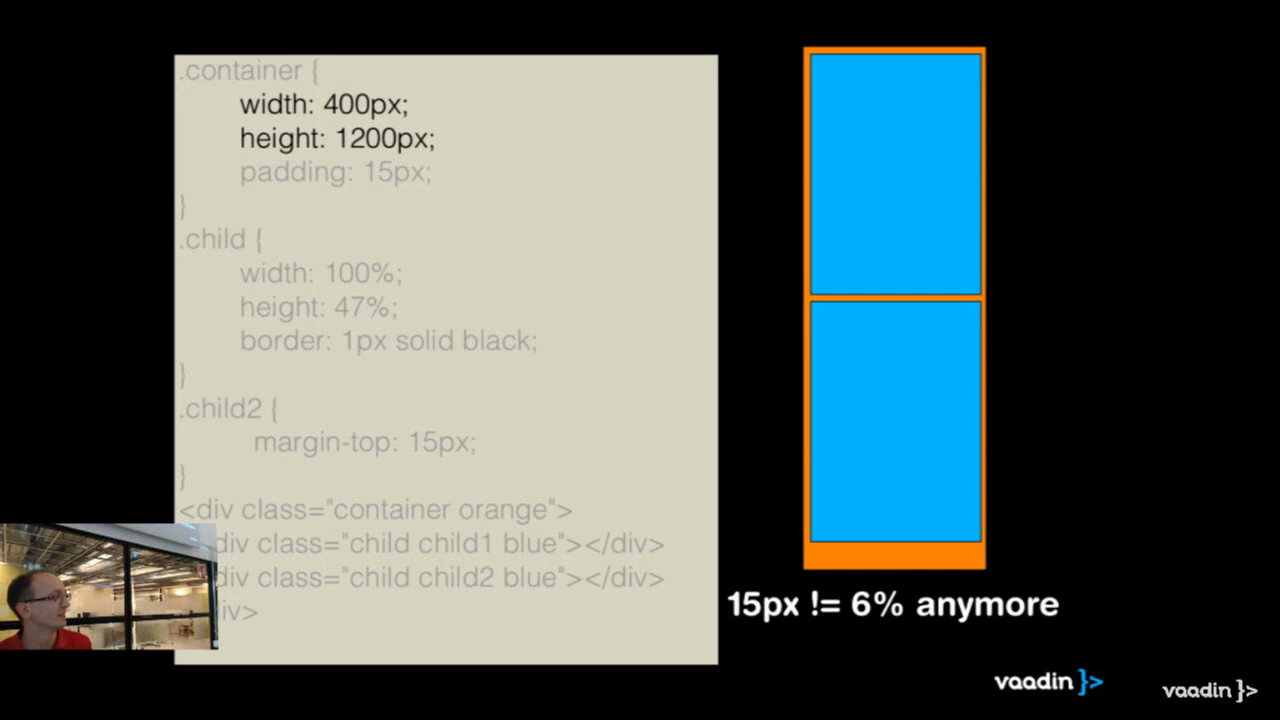 .container {
width: 400px;
height: 1200px;
padding: 15px;
}
.child {
width: 100%;
height: 47%;
border: 1px solid black;
}
.child2 {
margin-top: 15px;
}
<div class="container orange">
div class="child child1 blue"></div>
div class="child child2 blue"></div>
iv>
15px != 6% anymore
vaadin }>
vaadin }>